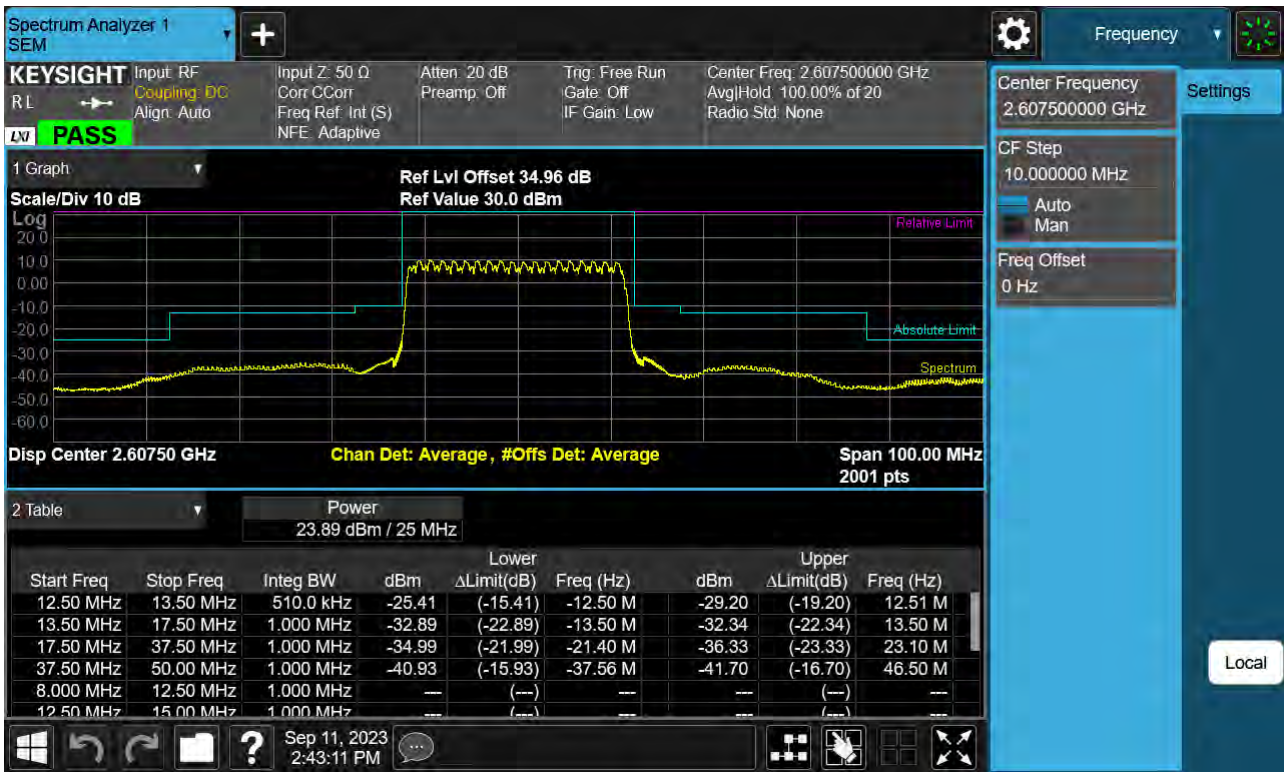 Spectrum Analyzer 1
SEM
Frequency
KEYSIGHT
R L
LXI
PASS
Input: RF
Coupling: DC
Align: Auto
Input Z: 50 Ω
Corr CCorr
Freq Ref: Int (S)
NFE: Adaptive
Atten: 20 dB
Preamp: Off
Trig: Free Run
Gate: Off
IF Gain: Low
Center Freq: 2.607500000 GHz
Avg|Hold: 100.00% of 20
Radio Std: None
Center Frequency
2.607500000 GHz
Settings
CF Step
10.000000 MHz
Auto
Man
Freq Offset
0 Hz
Local
1 Graph
Scale/Div 10 dB
Ref Lvl Offset 34.96 dB
Ref Value 30.0 dBm
Log
20.0
10.0
0.00
-10.0
-20.0
-30.0
-40.0
-50.0
-60.0
Relative Limit
Absolute Limit
Spectrum
Disp Center 2.60750 GHz
Chan Det: Average, #Offs Det: Average
Span 100.00 MHz
2001 pts
2 Table
Power
23.89 dBm / 25 MHz
Lower Upper
Start Freq Stop Freq Integ BW dBm ΔLimit(dB) Freq (Hz) dBm ΔLimit(dB) Freq (Hz)
12.50 MHz 13.50 MHz 510.0 kHz -25.41 (-15.41) -12.50 M -29.20 (-19.20) 12.51 M
13.50 MHz 17.50 MHz 1.000 MHz -32.89 (-22.89) -13.50 M -32.34 (-22.34) 13.50 M
17.50 MHz 37.50 MHz 1.000 MHz -34.99 (-21.99) -21.40 M -36.33 (-23.33) 23.10 M
37.50 MHz 50.00 MHz 1.000 MHz -40.93 (-15.93) -37.56 M -41.70 (-16.70) 46.50 M
8.000 MHz 12.50 MHz 1.000 MHz --- (---) --- --- (---) ---
12.50 MHz 15.00 MHz 1.000 MHz --- (---) --- --- (---) ---
Sep 11, 2023
2:43:11 PM